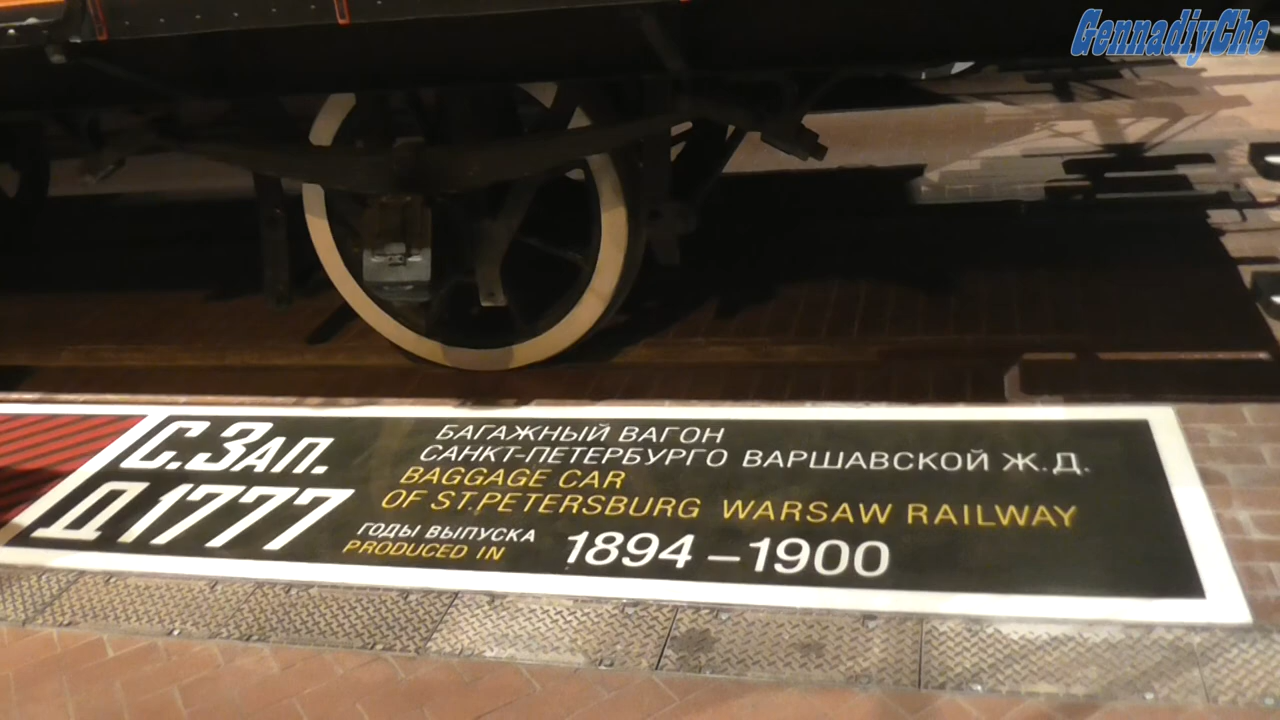 GennadiyChe
С.ЗАП.
Д 1777
БАГАЖНЫЙ ВАГОН
САНКТ-ПЕТЕРБУРГО ВАРШАВСКОЙ Ж.Д.
BAGGAGE CAR
OF ST.PETERSBURG WARSAW RAILWAY
ГОДЫ ВЫПУСКА
PRODUCED IN
1894 – 1900